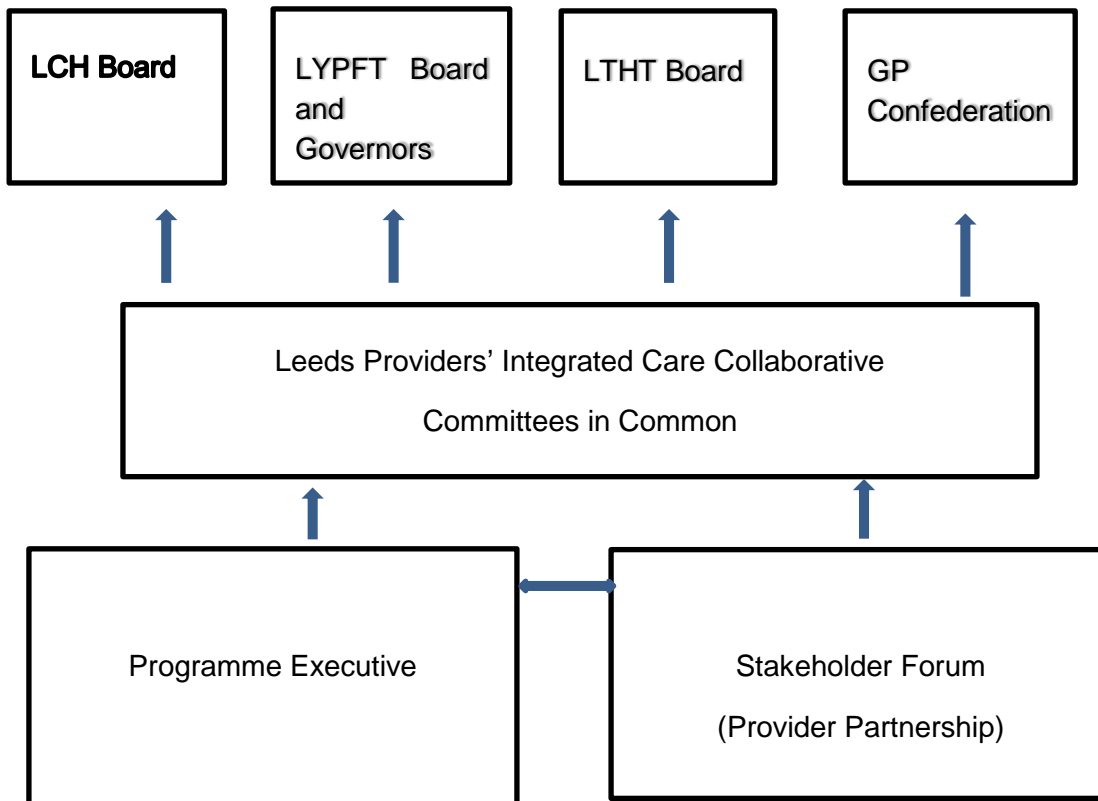 LCH Board
LYPFT Board
and
Governors
LTHT Board
GP
Confederation
Leeds Providers’ Integrated Care Collaborative
Committees in Common
Programme Executive
Stakeholder Forum
(Provider Partnership)